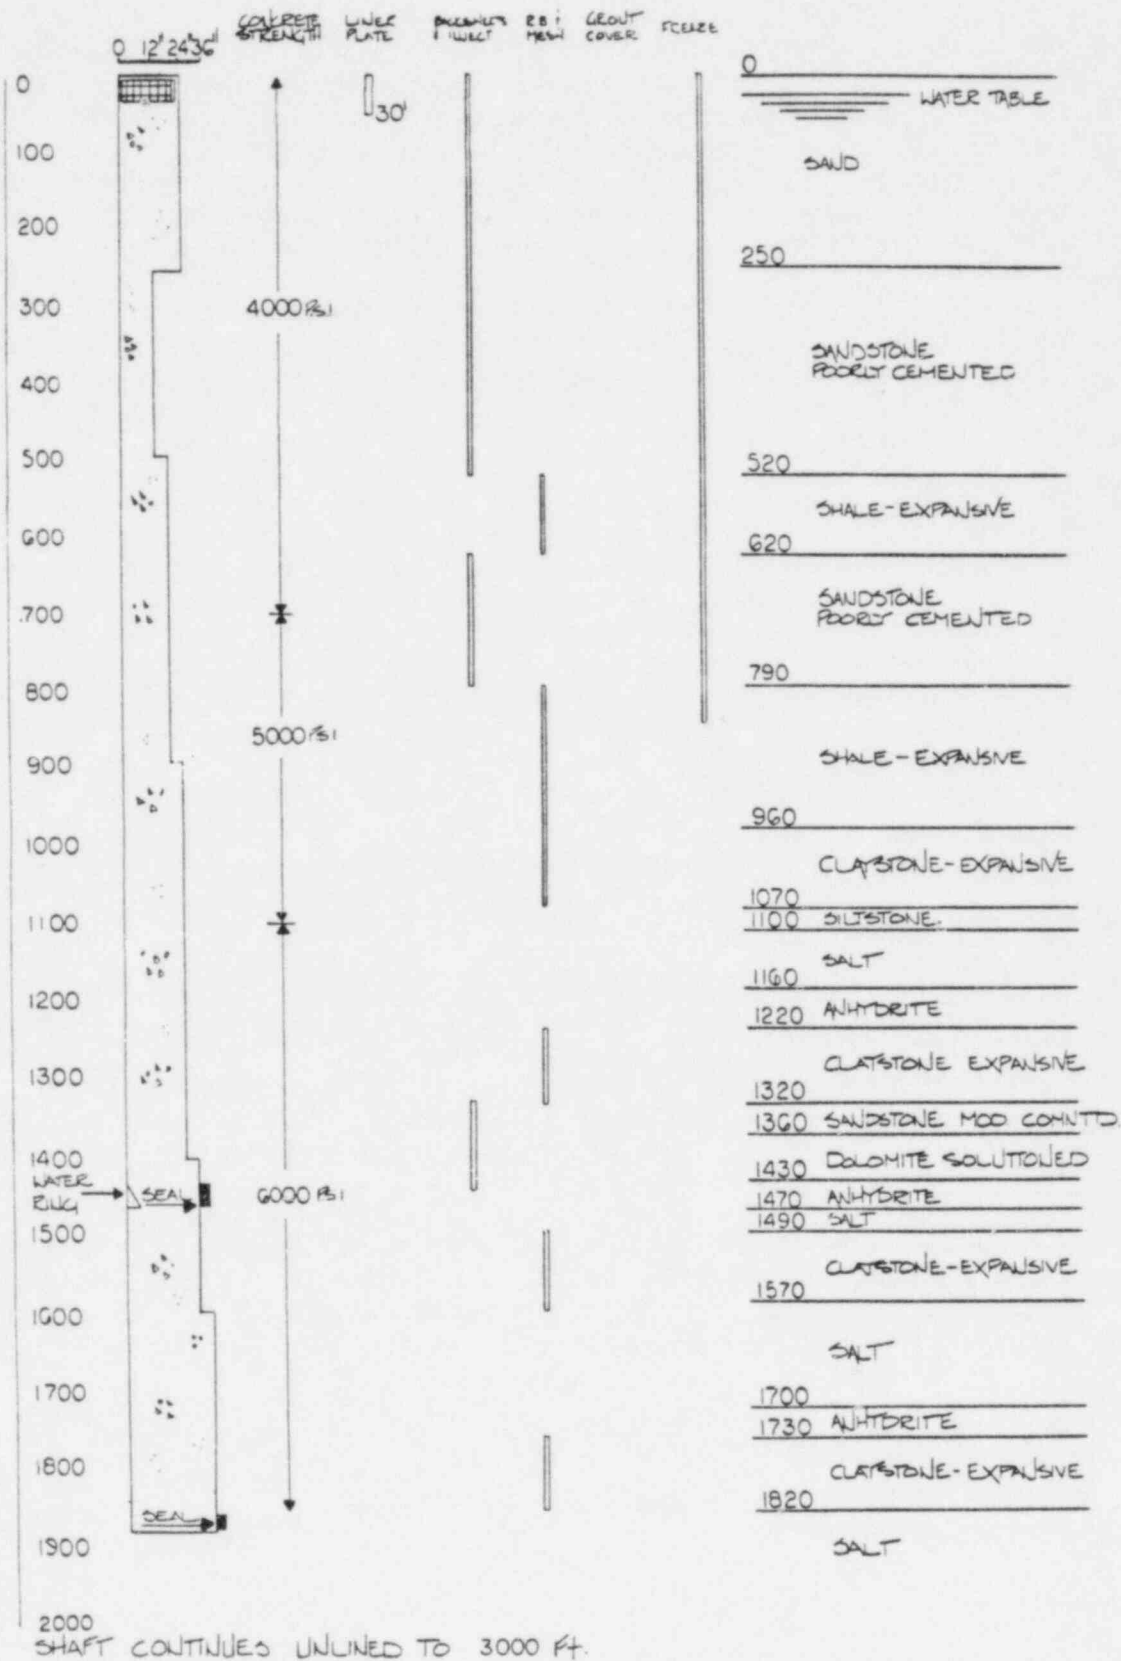 CONCRETE STRENGTH
LINER PLATE
RB & MESH
GROUT COVER
FREEZE
0 12" 24" 36"
0
100
200
300
400
500
600
700
800
900
1000
1100
1200
1300
1400
WATER RING
SEAL
1500
1600
1700
1800
SEAL
1900
2000
30'
4000 PSI
5000 PSI
6000 PSI
0
WATER TABLE
SAND
250
SANDSTONE
POORLY CEMENTED
520
SHALE-EXPANSIVE
620
SANDSTONE
POORLY CEMENTED
790
SHALE-EXPANSIVE
960
CLAYSTONE-EXPANSIVE
1070
1100 SILTSTONE
SALT
1160
1220 ANHYDRITE
CLAYSTONE EXPANSIVE
1320
1360 SANDSTONE MOD COMNTD.
1430 DOLOMITE SOLUTIONED
1470 ANHYDRITE
1490 SALT
CLAYSTONE-EXPANSIVE
1570
SALT
1700
1730 ANHYDRITE
CLAYSTONE-EXPANSIVE
1820
SALT
SHAFT CONTINUES UNLINED TO 3000 Ft.